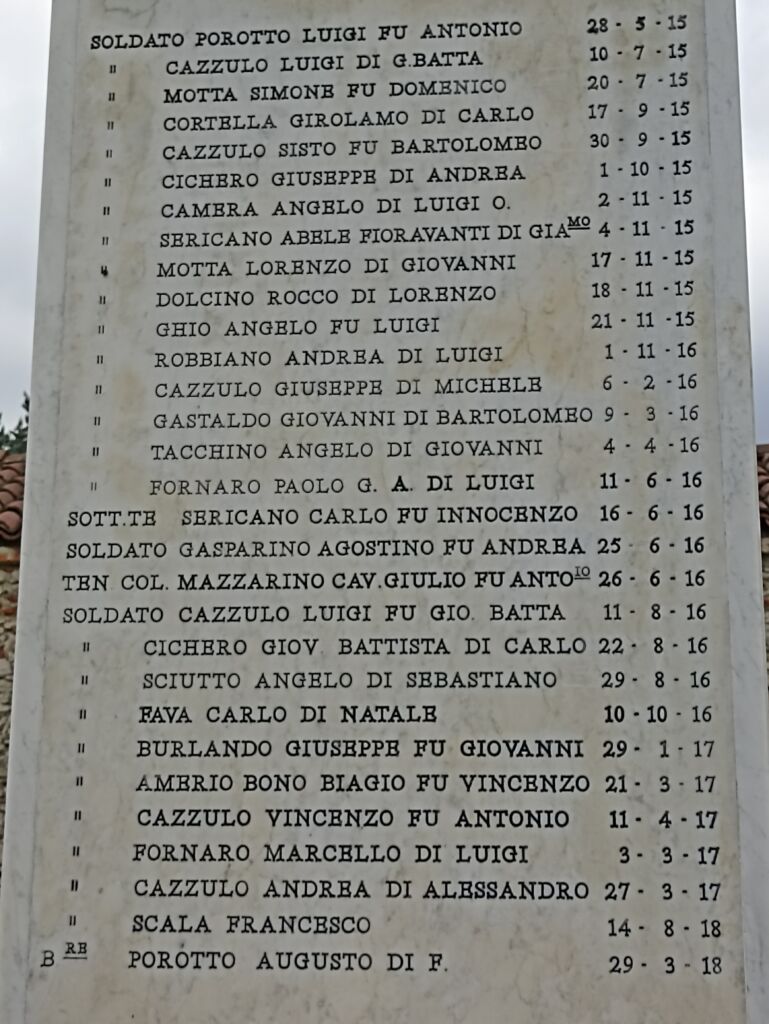 SOLDATO POROTTO LUIGI FU ANTONIO 28 - 5 - 15
" CAZZULO LUIGI DI G.BATTA 10 - 7 - 15
" MOTTA SIMONE FU DOMENICO 20 - 7 - 15
" CORTELLA GIROLAMO DI CARLO 17 - 9 - 15
" CAZZULO SISTO FU BARTOLOMEO 30 - 9 - 15
" CICHERO GIUSEPPE DI ANDREA 1 - 10 - 15
" CAMERA ANGELO DI LUIGI O. 2 - 11 - 15
" SERICANO ABELE FIORAVANTI DI GIAMO 4 - 11 - 15
" MOTTA LORENZO DI GIOVANNI 17 - 11 - 15
" DOLCINO ROCCO DI LORENZO 18 - 11 - 15
" GHIO ANGELO FU LUIGI 21 - 11 - 15
" ROBBIANO ANDREA DI LUIGI 1 - 11 - 16
" CAZZULO GIUSEPPE DI MICHELE 6 - 2 - 16
" GASTALDO GIOVANNI DI BARTOLOMEO 9 - 3 - 16
" TACCHINO ANGELO DI GIOVANNI 4 - 4 - 16
" FORNARO PAOLO G. A. DI LUIGI 11 - 6 - 16
SOTT.TE SERICANO CARLO FU INNOCENZO 16 - 6 - 16
SOLDATO GASPARINO AGOSTINO FU ANDREA 25 - 6 - 16
TEN COL. MAZZARINO CAV.GIULIO FU ANTOIO 26 - 6 - 16
SOLDATO CAZZULO LUIGI FU GIO. BATTA 11 - 8 - 16
" CICHERO GIOV. BATTISTA DI CARLO 22 - 8 - 16
" SCIUTTO ANGELO DI SEBASTIANO 29 - 8 - 16
" FAVA CARLO DI NATALE 10 - 10 - 16
" BURLANDO GIUSEPPE FU GIOVANNI 29 - 1 - 17
" AMERIO BONO BIAGIO FU VINCENZO 21 - 3 - 17
" CAZZULO VINCENZO FU ANTONIO 11 - 4 - 17
" FORNARO MARCELLO DI LUIGI 3 - 3 - 17
" CAZZULO ANDREA DI ALESSANDRO 27 - 3 - 17
" SCALA FRANCESCO 14 - 8 - 18
BRE POROTTO AUGUSTO DI F. 29 - 3 - 18